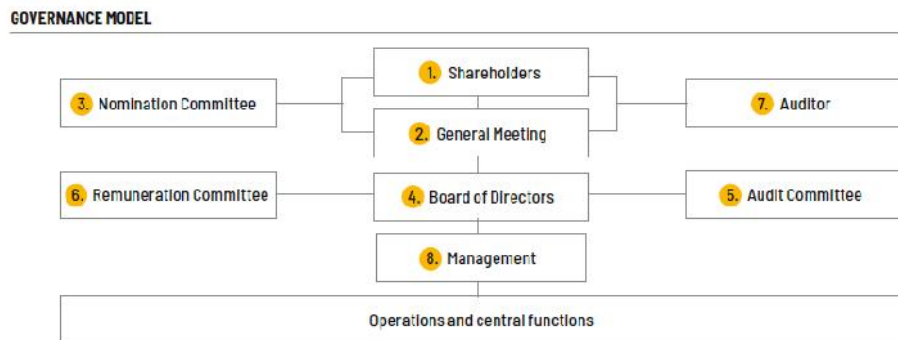 GOVERNANCE MODEL
1. Shareholders
3. Nomination Committee
7. Auditor
2. General Meeting
6. Remuneration Committee
4. Board of Directors
5. Audit Committee
8. Management
Operations and central functions